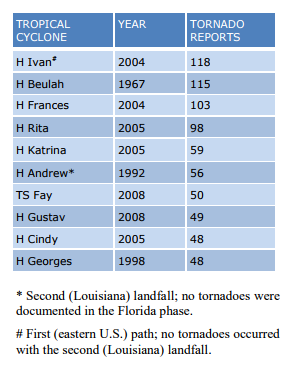 TROPICAL CYCLONE YEAR TORNADO REPORTS
H Ivan# 2004 118
H Beulah 1967 115
H Frances 2004 103
H Rita 2005 98
H Katrina 2005 59
H Andrew* 1992 56
TS Fay 2008 50
H Gustav 2008 49
H Cindy 2005 48
H Georges 1998 48
* Second (Louisiana) landfall; no tornadoes were
documented in the Florida phase.
# First (eastern U.S.) path; no tornadoes occurred
with the second (Louisiana) landfall.